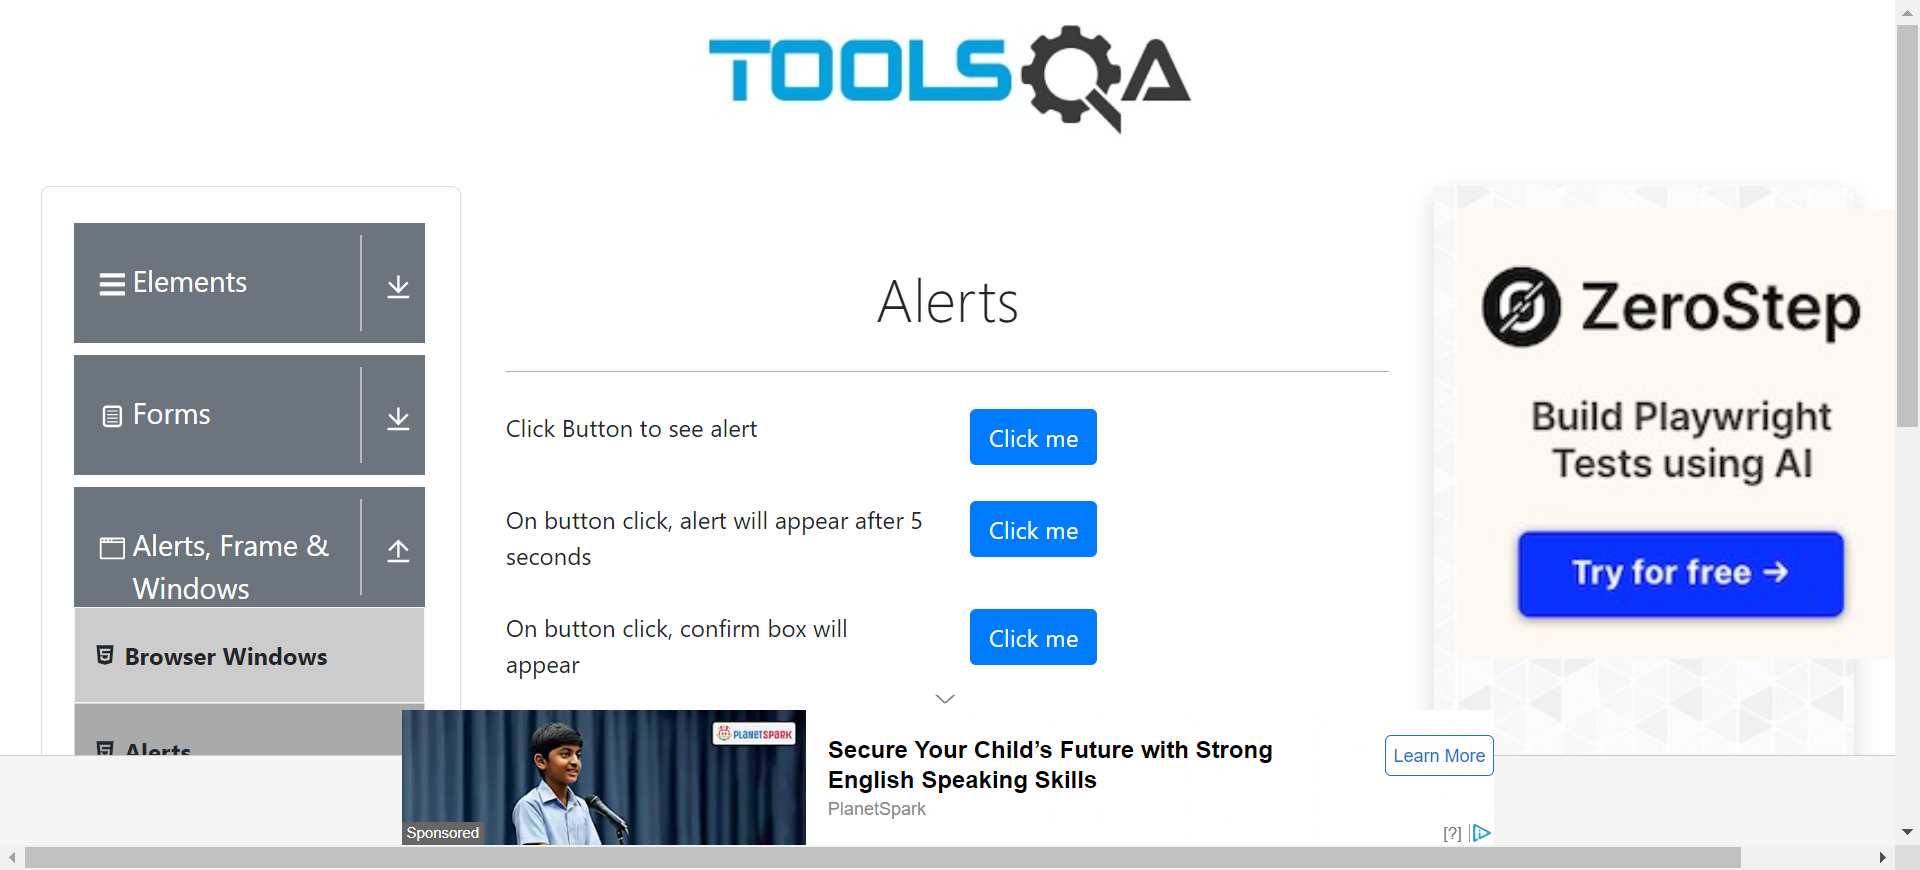 TOOLSQA
Elements
Forms
Alerts, Frame &
Windows
Browser Windows
Alerts
Alerts
Click Button to see alert
Click me
On button click, alert will appear after 5
seconds
Click me
On button click, confirm box will
appear
Click me
ZeroStep
Build Playwright
Tests using AI
Try for free →
PLANETSPARK
Sponsored
Secure Your Child’s Future with Strong
English Speaking Skills
PlanetSpark
Learn More
[?]